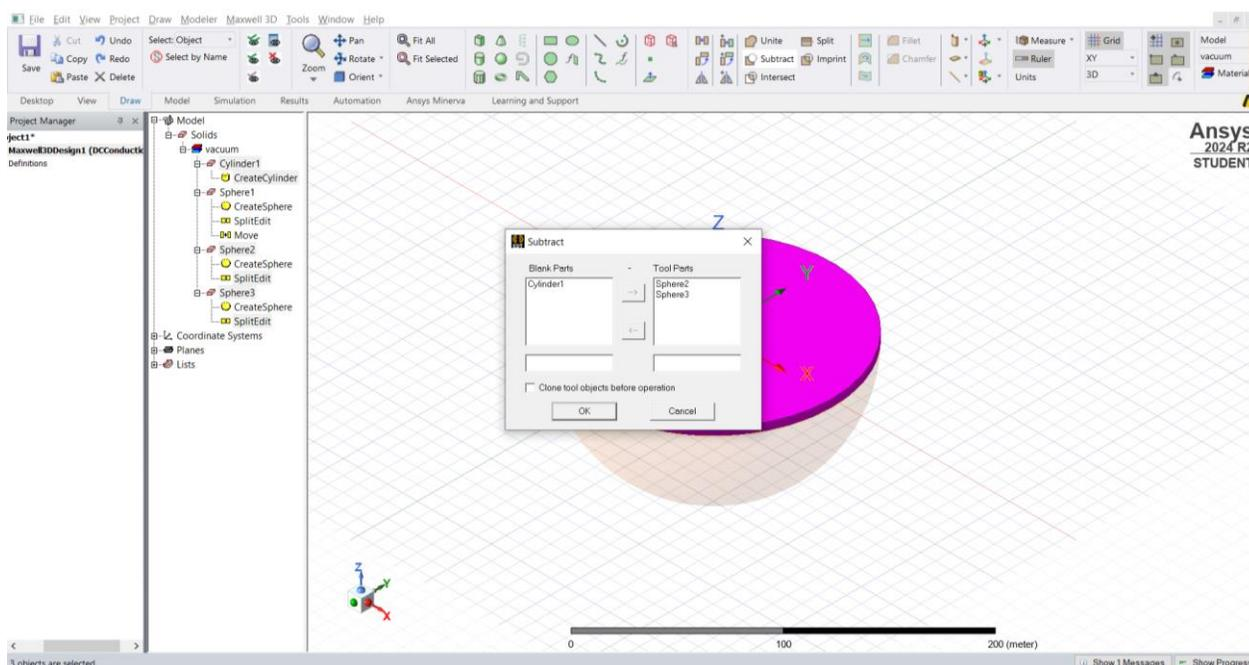 File Edit View Project Draw Modeler Maxwell 3D Tools Window Help
Save
Cut Undo
Copy Redo
Paste Delete
Select: Object
Select by Name
Zoom
Pan
Rotate
Orient
Fit All
Fit Selected
Unite Split
Subtract Imprint
Intersect
Fillet
Chamfer
Measure
Ruler
Units
Grid
XY
3D
Model
vacuum
Material
Desktop View Draw Model Simulation Results Automation Ansys Minerva Learning and Support
Project Manager
ject1*
Maxwell3DDesign1 (DCConductic
Definitions
Model
Solids
vacuum
Cylinder1
CreateCylinder
Sphere1
CreateSphere
SplitEdit
Move
Sphere2
CreateSphere
SplitEdit
Sphere3
CreateSphere
SplitEdit
Coordinate Systems
Planes
Lists
Ansys
2024 R2
STUDENT
Z
Y
X
Subtract
Blank Parts - Tool Parts
Cylinder1
Sphere2
Sphere3
Clone tool objects before operation
OK Cancel
Z
Y
X
0 100 200 (meter)
3 objects are selected
Show 1 Messages Show Progress